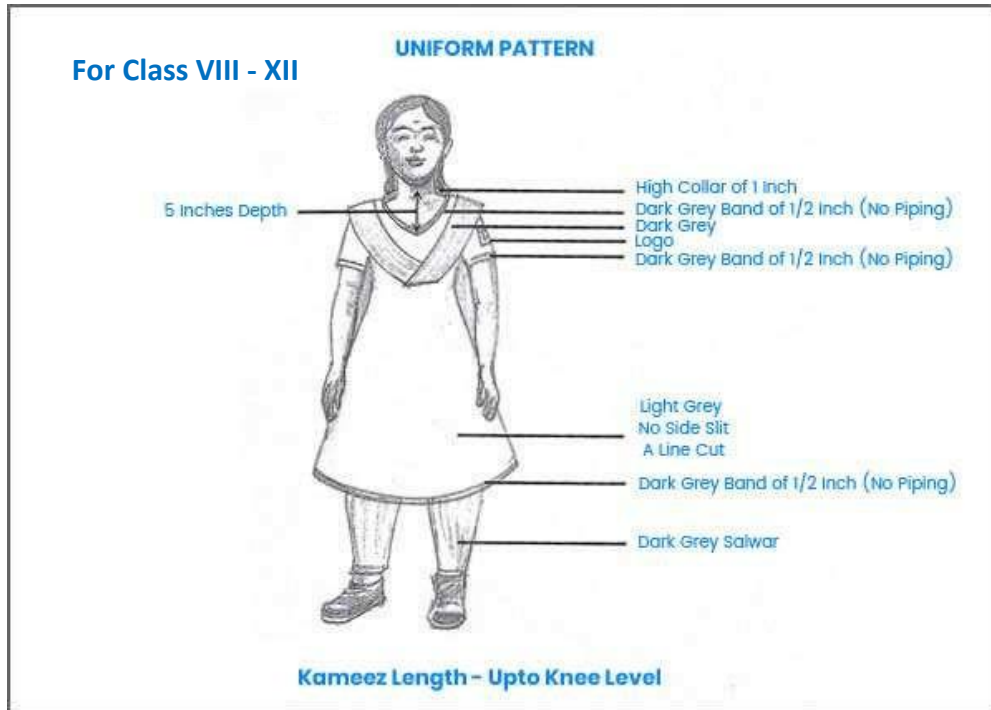 UNIFORM PATTERN
For Class VIII - XII
High Collar of 1 Inch
5 Inches Depth
Dark Grey Band of 1/2 Inch (No Piping)
Dark Grey
Logo
Dark Grey Band of 1/2 Inch (No Piping)
Light Grey
No Side Slit
A Line Cut
Dark Grey Band of 1/2 Inch (No Piping)
Dark Grey Salwar
Kameez Length - Upto Knee Level